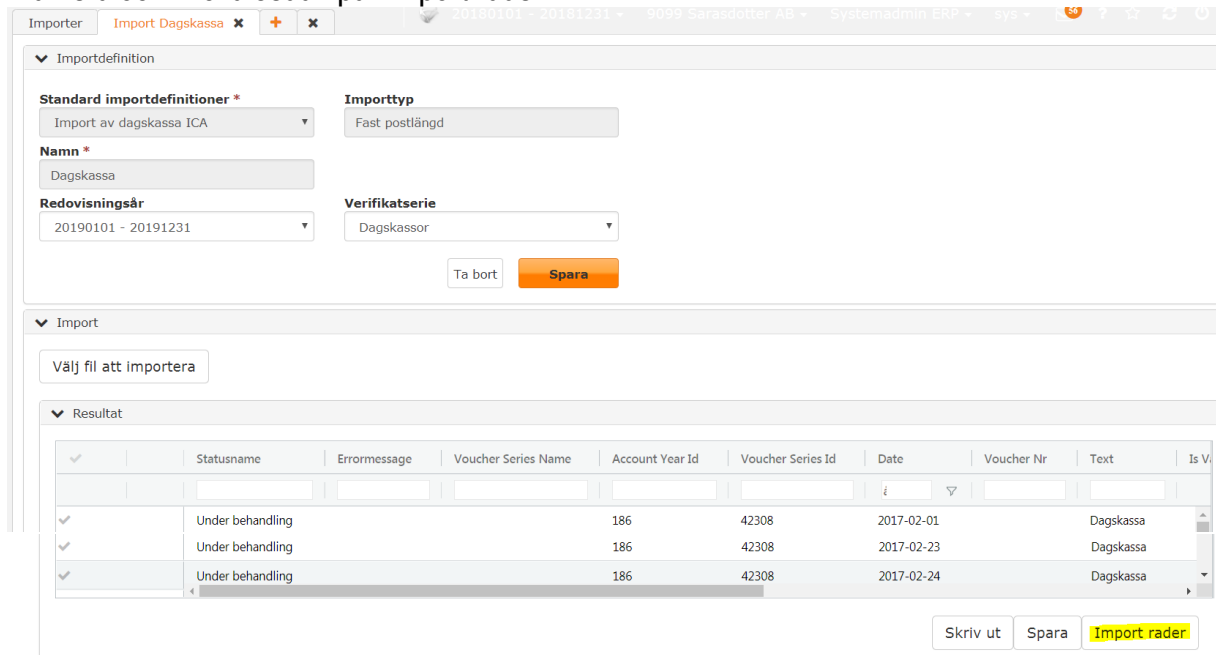 Importer Import Dagskassa ✖ + ✖ 20180101 - 20181231 9099 Sarasdotter AB Systemadmin ERP sys 56 ?
Importdefinition
Standard importdefinitioner * Importtyp
Import av dagskassa ICA Fast postlängd
Namn *
Dagskassa
Redovisningsår Verifikatserie
20190101 - 20191231 Dagskassor
Ta bort Spara
Import
Välj fil att importera
Resultat
Statusname Errormessage Voucher Series Name Account Year Id Voucher Series Id Date Voucher Nr Text Is V
i
Under behandling 186 42308 2017-02-01 Dagskassa
Under behandling 186 42308 2017-02-23 Dagskassa
Under behandling 186 42308 2017-02-24 Dagskassa
Skriv ut Spara Import rader